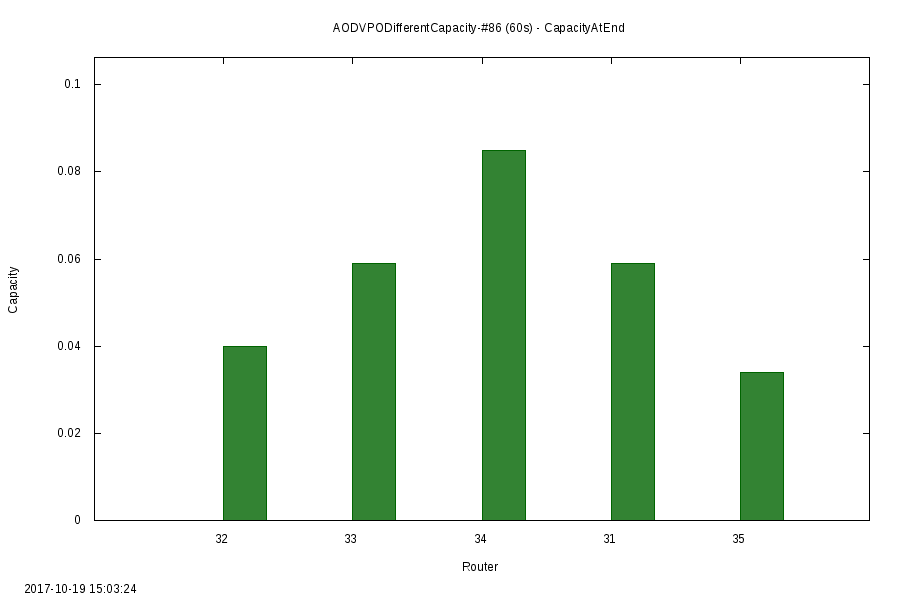 AODVPODifferentCapacity-#86 (60s) - CapacityAtEnd
0.1
0.08
0.06
0.04
0.02
0
Capacity
32 33 34 31 35
Router
2017-10-19 15:03:24